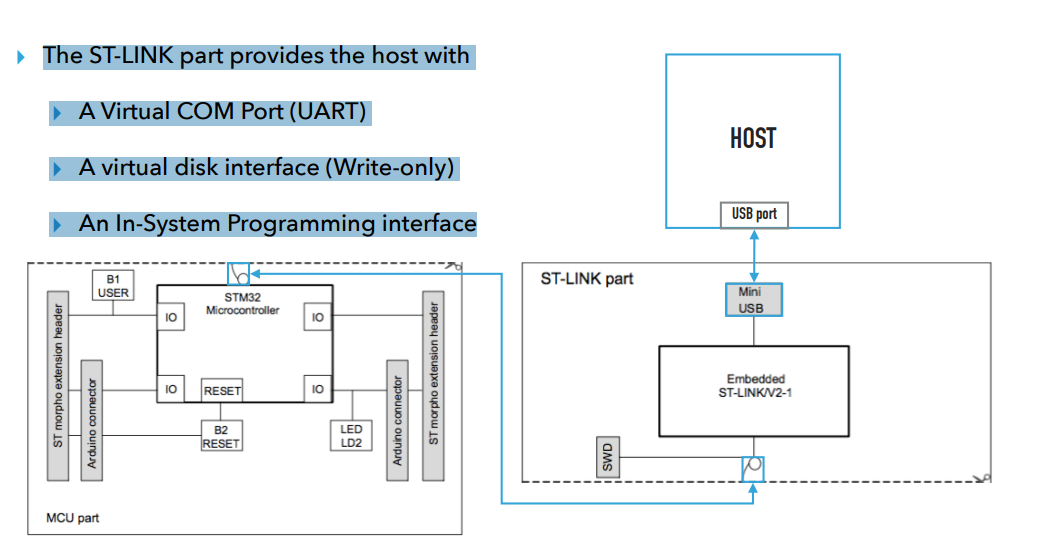 The ST-LINK part provides the host with
A Virtual COM Port (UART)
A virtual disk interface (Write-only)
An In-System Programming interface
HOST
USB port
B1
USER
STM32
Microcontroller
IO
IO
IO
RESET
IO
B2
RESET
LED
LD2
ST morpho extension header
Arduino connector
Arduino connector
ST morpho extension header
MCU part
ST-LINK part
Mini
USB
Embedded
ST-LINK/V2-1
SWD